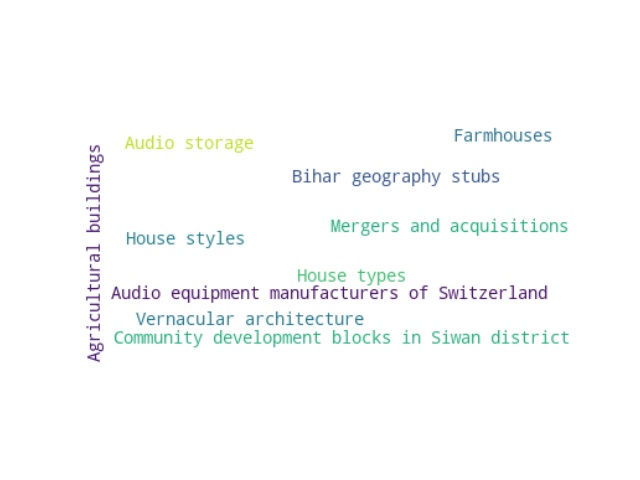 Farmhouses
Audio storage
Bihar geography stubs
Mergers and acquisitions
House styles
Agricultural buildings
House types
Audio equipment manufacturers of Switzerland
Vernacular architecture
Community development blocks in Siwan district